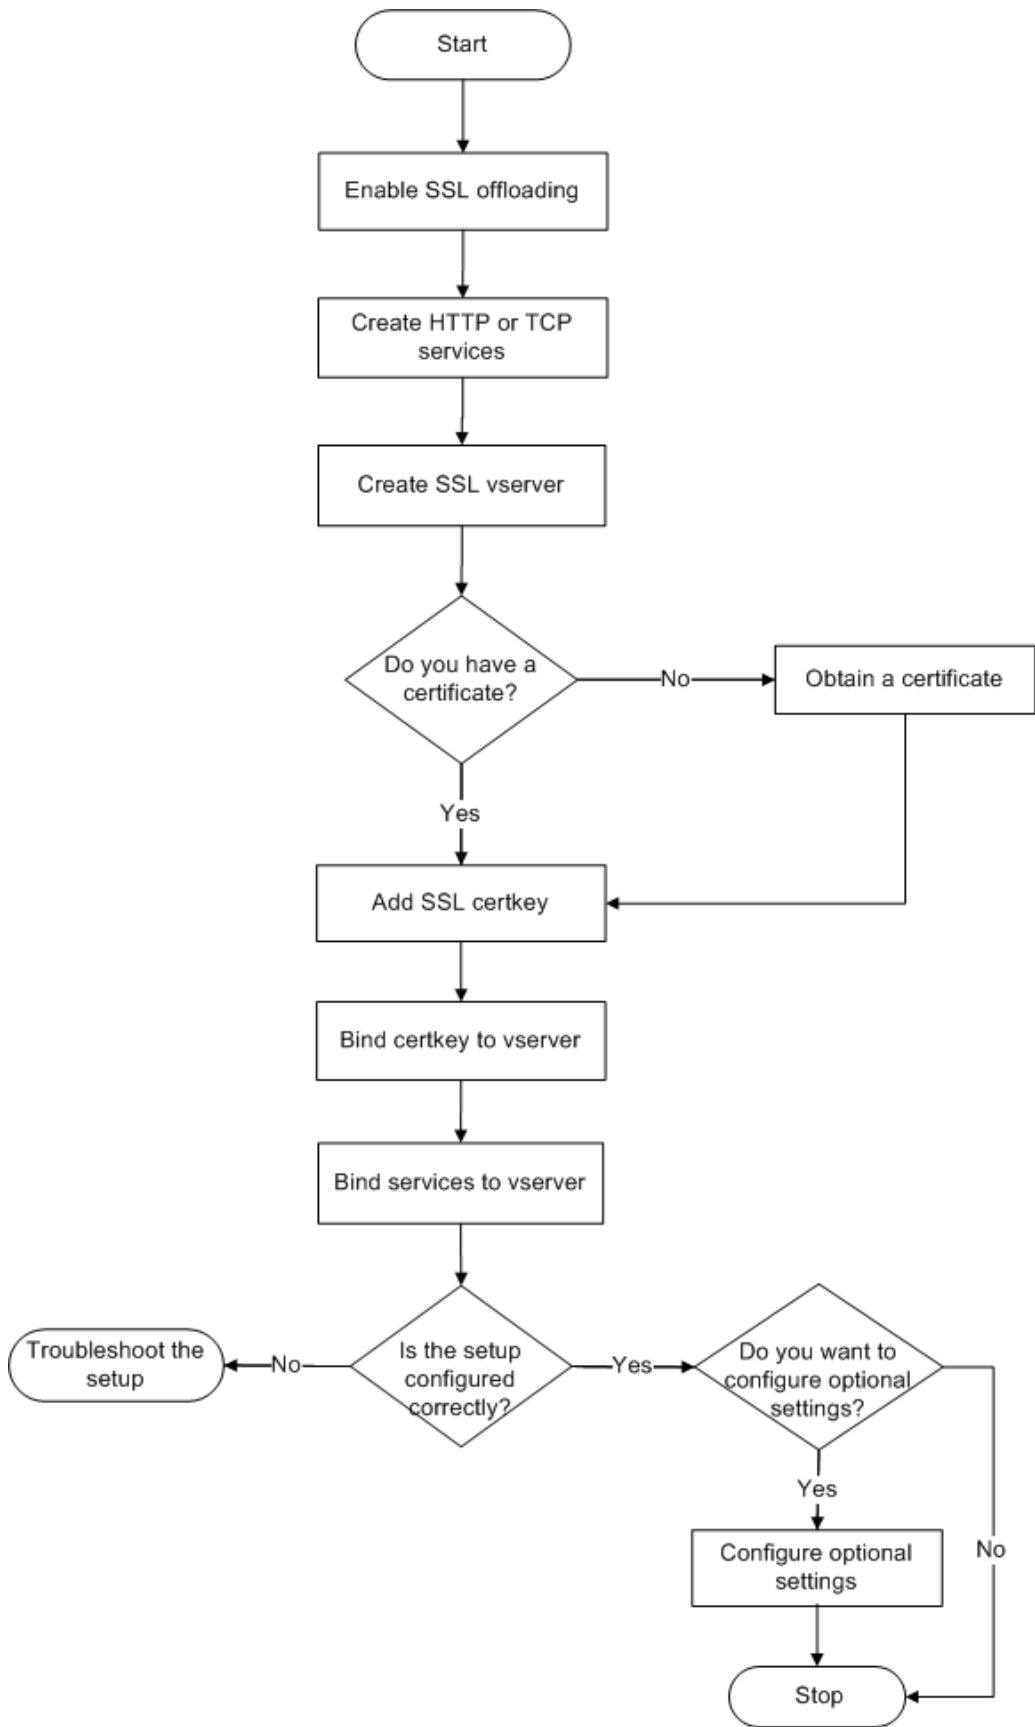 Start
Enable SSL offloading
Create HTTP or TCP
services
Create SSL vserver
Do you have a
certificate?
No
Obtain a certificate
Yes
Add SSL certkey
Bind certkey to vserver
Bind services to vserver
Troubleshoot the
setup
No
Is the setup
configured
correctly?
Yes
Do you want to
configure optional
settings?
Yes
No
Configure optional
settings
Stop